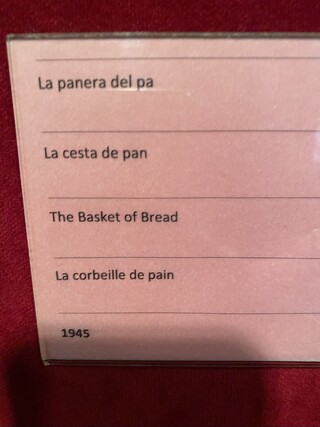 La panera del pa
La cesta de pan
The Basket of Bread
La corbeille de pain
1945